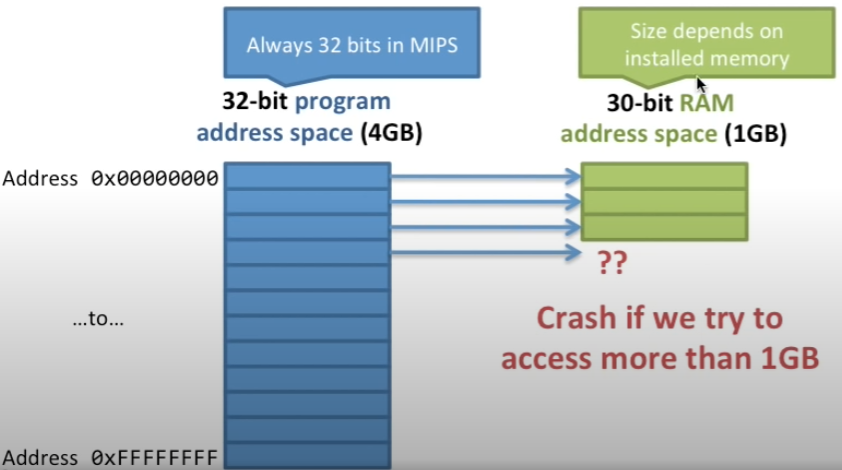 Always 32 bits in MIPS
Size depends on
installed memory
32-bit program
address space (4GB)
30-bit RAM
address space (1GB)
Address 0x00000000
??
…to…
Crash if we try to
access more than 1GB
Address 0xFFFFFFFF